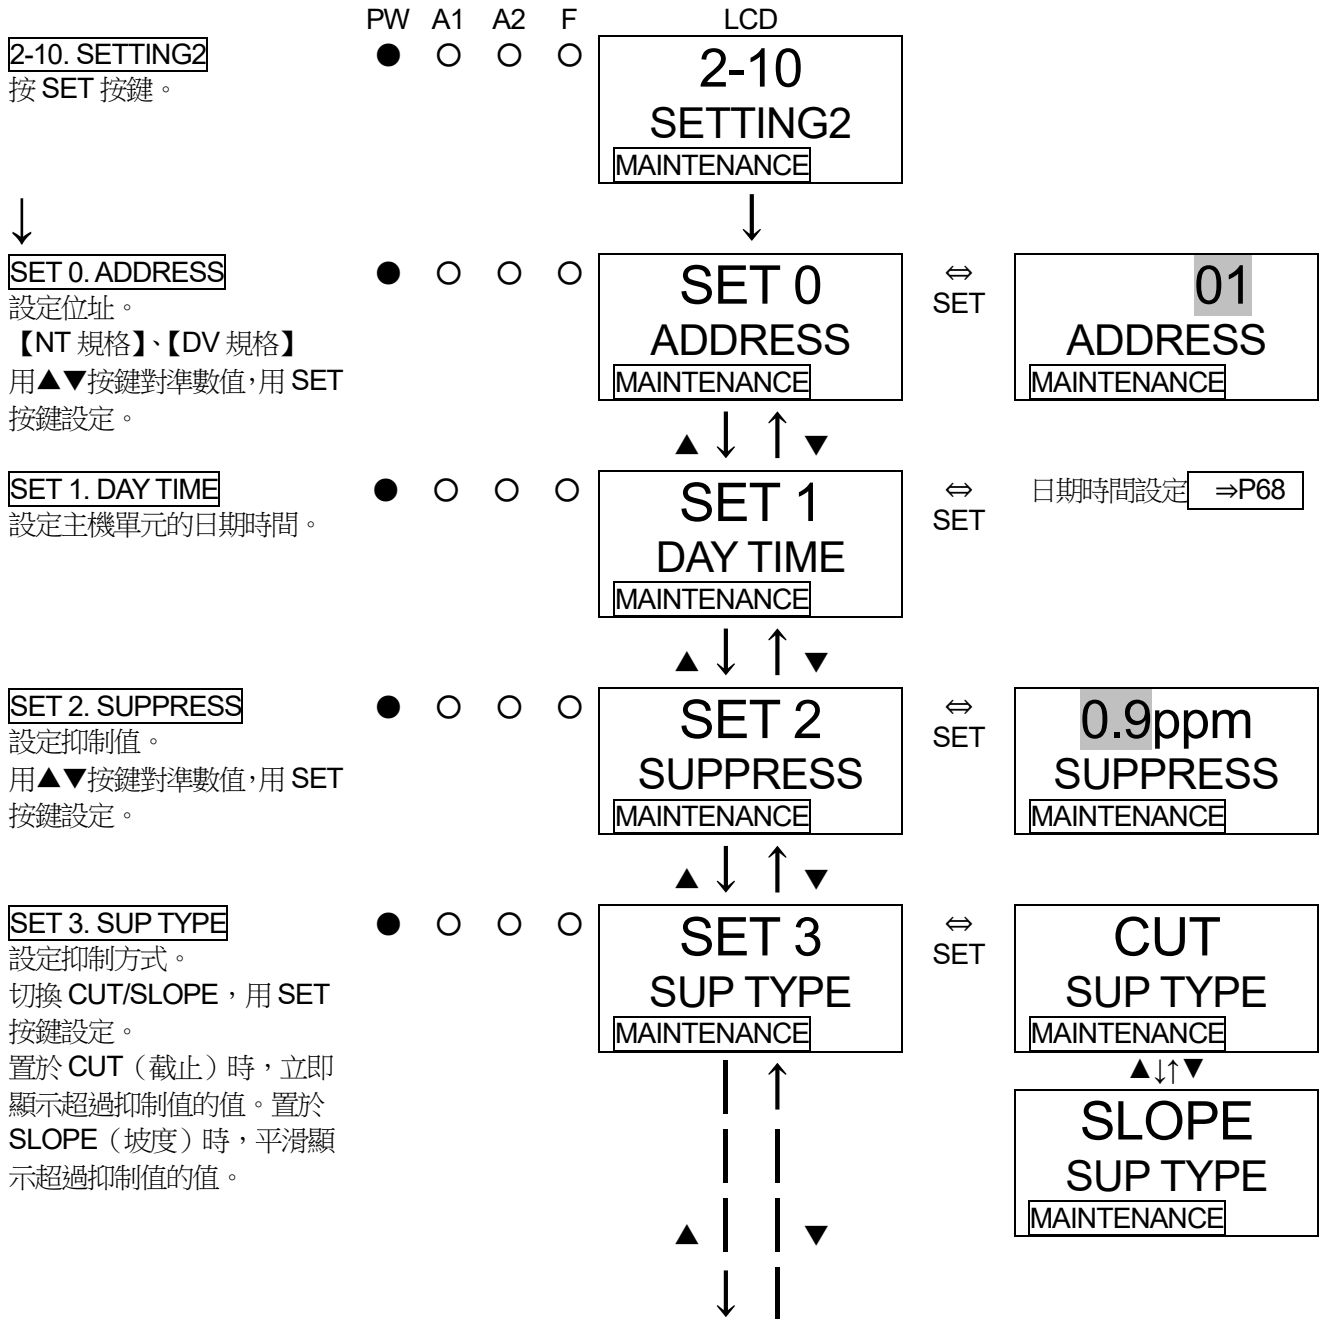 PW A1 A2 F LCD
2-10. SETTING2 ● ○ ○ ○
按 SET 按鍵。
2-10
SETTING2
MAINTENANCE
↓ ↓
SET 0. ADDRESS ● ○ ○ ○
設定位址。
【NT 規格】、【DV 規格】
用▲▼按鍵對準數值,用 SET
按鍵設定。
SET 0
ADDRESS
MAINTENANCE
⇔
SET
01
ADDRESS
MAINTENANCE
▲ ↓ ↑ ▼
SET 1. DAY TIME ● ○ ○ ○
設定主機單元的日期時間。
SET 1
DAY TIME
MAINTENANCE
⇔
SET
日期時間設定 ⇒P68
▲ ↓ ↑ ▼
SET 2. SUPPRESS ● ○ ○ ○
設定抑制值。
用▲▼按鍵對準數值,用 SET
按鍵設定。
SET 2
SUPPRESS
MAINTENANCE
⇔
SET
0.9ppm
SUPPRESS
MAINTENANCE
▲ ↓ ↑ ▼
SET 3. SUP TYPE ● ○ ○ ○
設定抑制方式。
切換 CUT/SLOPE,用 SET
按鍵設定。
置於 CUT(截止)時,立即
顯示超過抑制值的值。置於
SLOPE(坡度)時,平滑顯
示超過抑制值的值。
SET 3
SUP TYPE
MAINTENANCE
⇔
SET
CUT
SUP TYPE
MAINTENANCE
▲↓↑▼
SLOPE
SUP TYPE
MAINTENANCE
▲ ↓ ↑ ▼